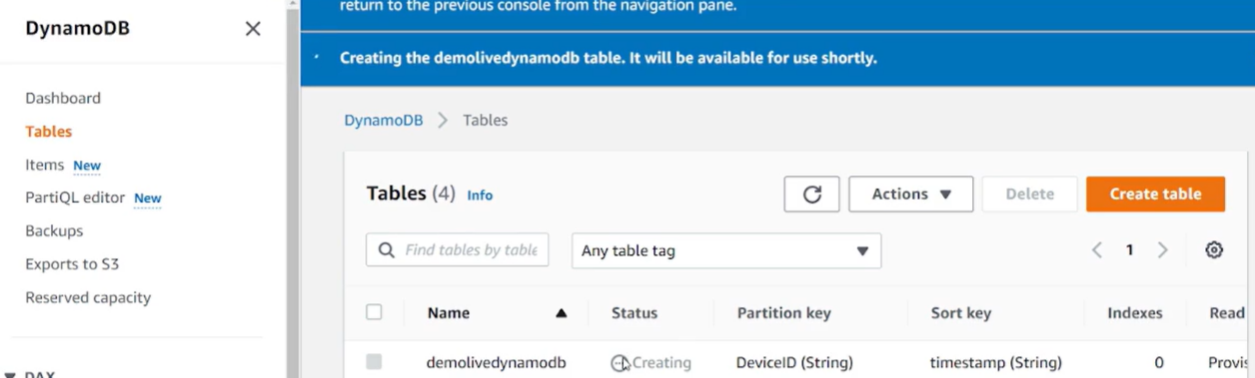 DynamoDB
Dashboard
Tables
Items New
PartiQL editor New
Backups
Exports to S3
Reserved capacity
DAX
return to the previous console from the navigation pane.
Creating the demolivedynamodb table. It will be available for use shortly.
DynamoDB > Tables
Tables (4) Info
Actions
Delete
Create table
Find tables by table
Any table tag
< 1 >
Name Status Partition key Sort key Indexes Read
demolivedynamodb Creating DeviceID (String) timestamp (String) 0 Provis